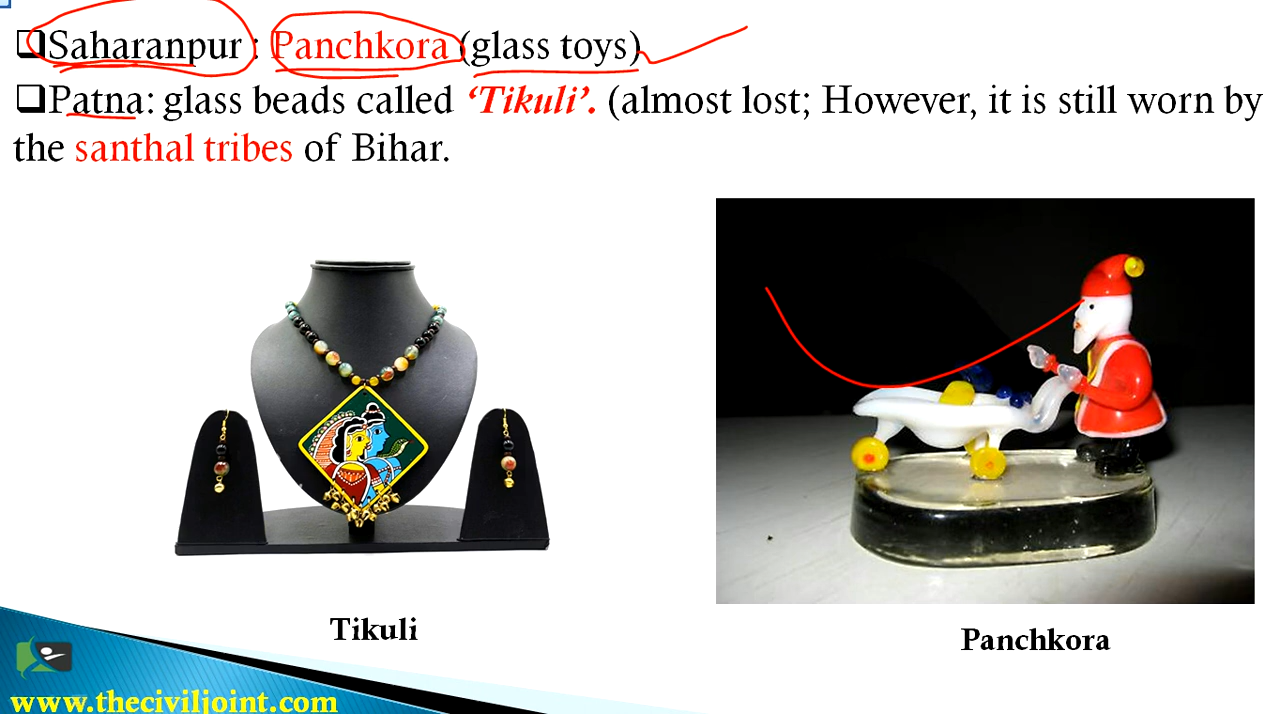 ❑Saharanpur : Panchkora (glass toys)
❑Patna: glass beads called ‘Tikuli’. (almost lost; However, it is still worn by
the santhal tribes of Bihar.
Tikuli
Panchkora
www.theciviljoint.com